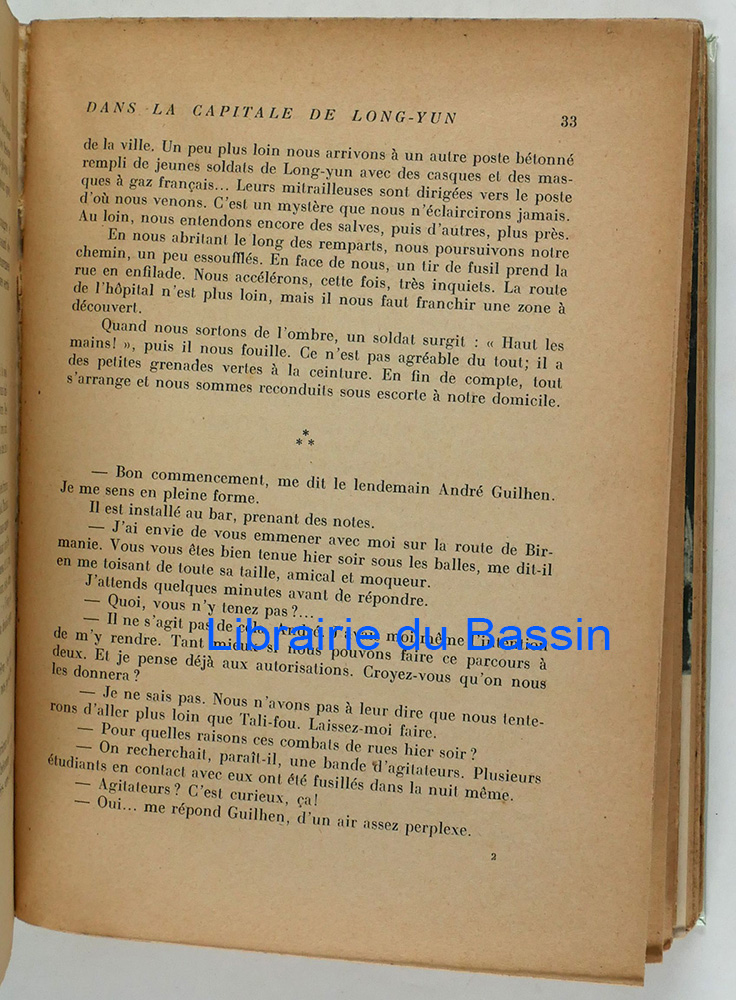 DANS LA CAPITALE DE LONG-YUN 33
de la ville. Un peu plus loin nous arrivons à un autre poste bétonné
rempli de jeunes soldats de Long-yun avec des casques et des mas-
ques à gaz français... Leurs mitrailleuses sont dirigées vers le poste
d'où nous venons. C'est un mystère que nous n'éclaircirons jamais.
Au loin, nous entendons encore des salves, puis d'autres, plus près.
En nous abritant le long des remparts, nous poursuivons notre
chemin, un peu essoufflés. En face de nous, un tir de fusil prend la
rue en enfilade. Nous accélérons, cette fois, très inquiets. La route
de l'hôpital n'est plus loin, mais il nous faut franchir une zone à
découvert.
Quand nous sortons de l'ombre, un soldat surgit : « Haut les
mains! », puis il nous fouille. Ce n'est pas agréable du tout; il a
des petites grenades vertes à la ceinture. En fin de compte, tout
s'arrange et nous sommes reconduits sous escorte à notre domicile.
*
* *
— Bon commencement, me dit le lendemain André Guilhen.
Je me sens en pleine forme.
Il est installé au bar, prenant des notes.
— J'ai envie de vous emmener avec moi sur la route de Bir-
manie. Vous vous êtes bien tenue hier soir sous les balles, me dit-il
en me toisant de toute sa taille, amical et moqueur.
J'attends quelques minutes avant de répondre.
— Quoi, vous n'y tenez pas?...
— Il ne s'agit pas de moi-même l'intention
Librairie du Bassin
de m'y rendre. Tant mieux si nous pouvons faire ce parcours à
deux. Et je pense déjà aux autorisations. Croyez-vous qu'on nous
les donnera?
— Je ne sais pas. Nous n'avons pas à leur dire que nous tente-
rons d'aller plus loin que Tali-fou. Laissez-moi faire.
— Pour quelles raisons ces combats de rues hier soir?
— On recherchait, paraît-il, une bande d'agitateurs. Plusieurs
étudiants en contact avec eux ont été fusillés dans la nuit même.
— Agitateurs? C'est curieux, ça!
— Oui... me répond Guilhen, d'un air assez perplexe.
2